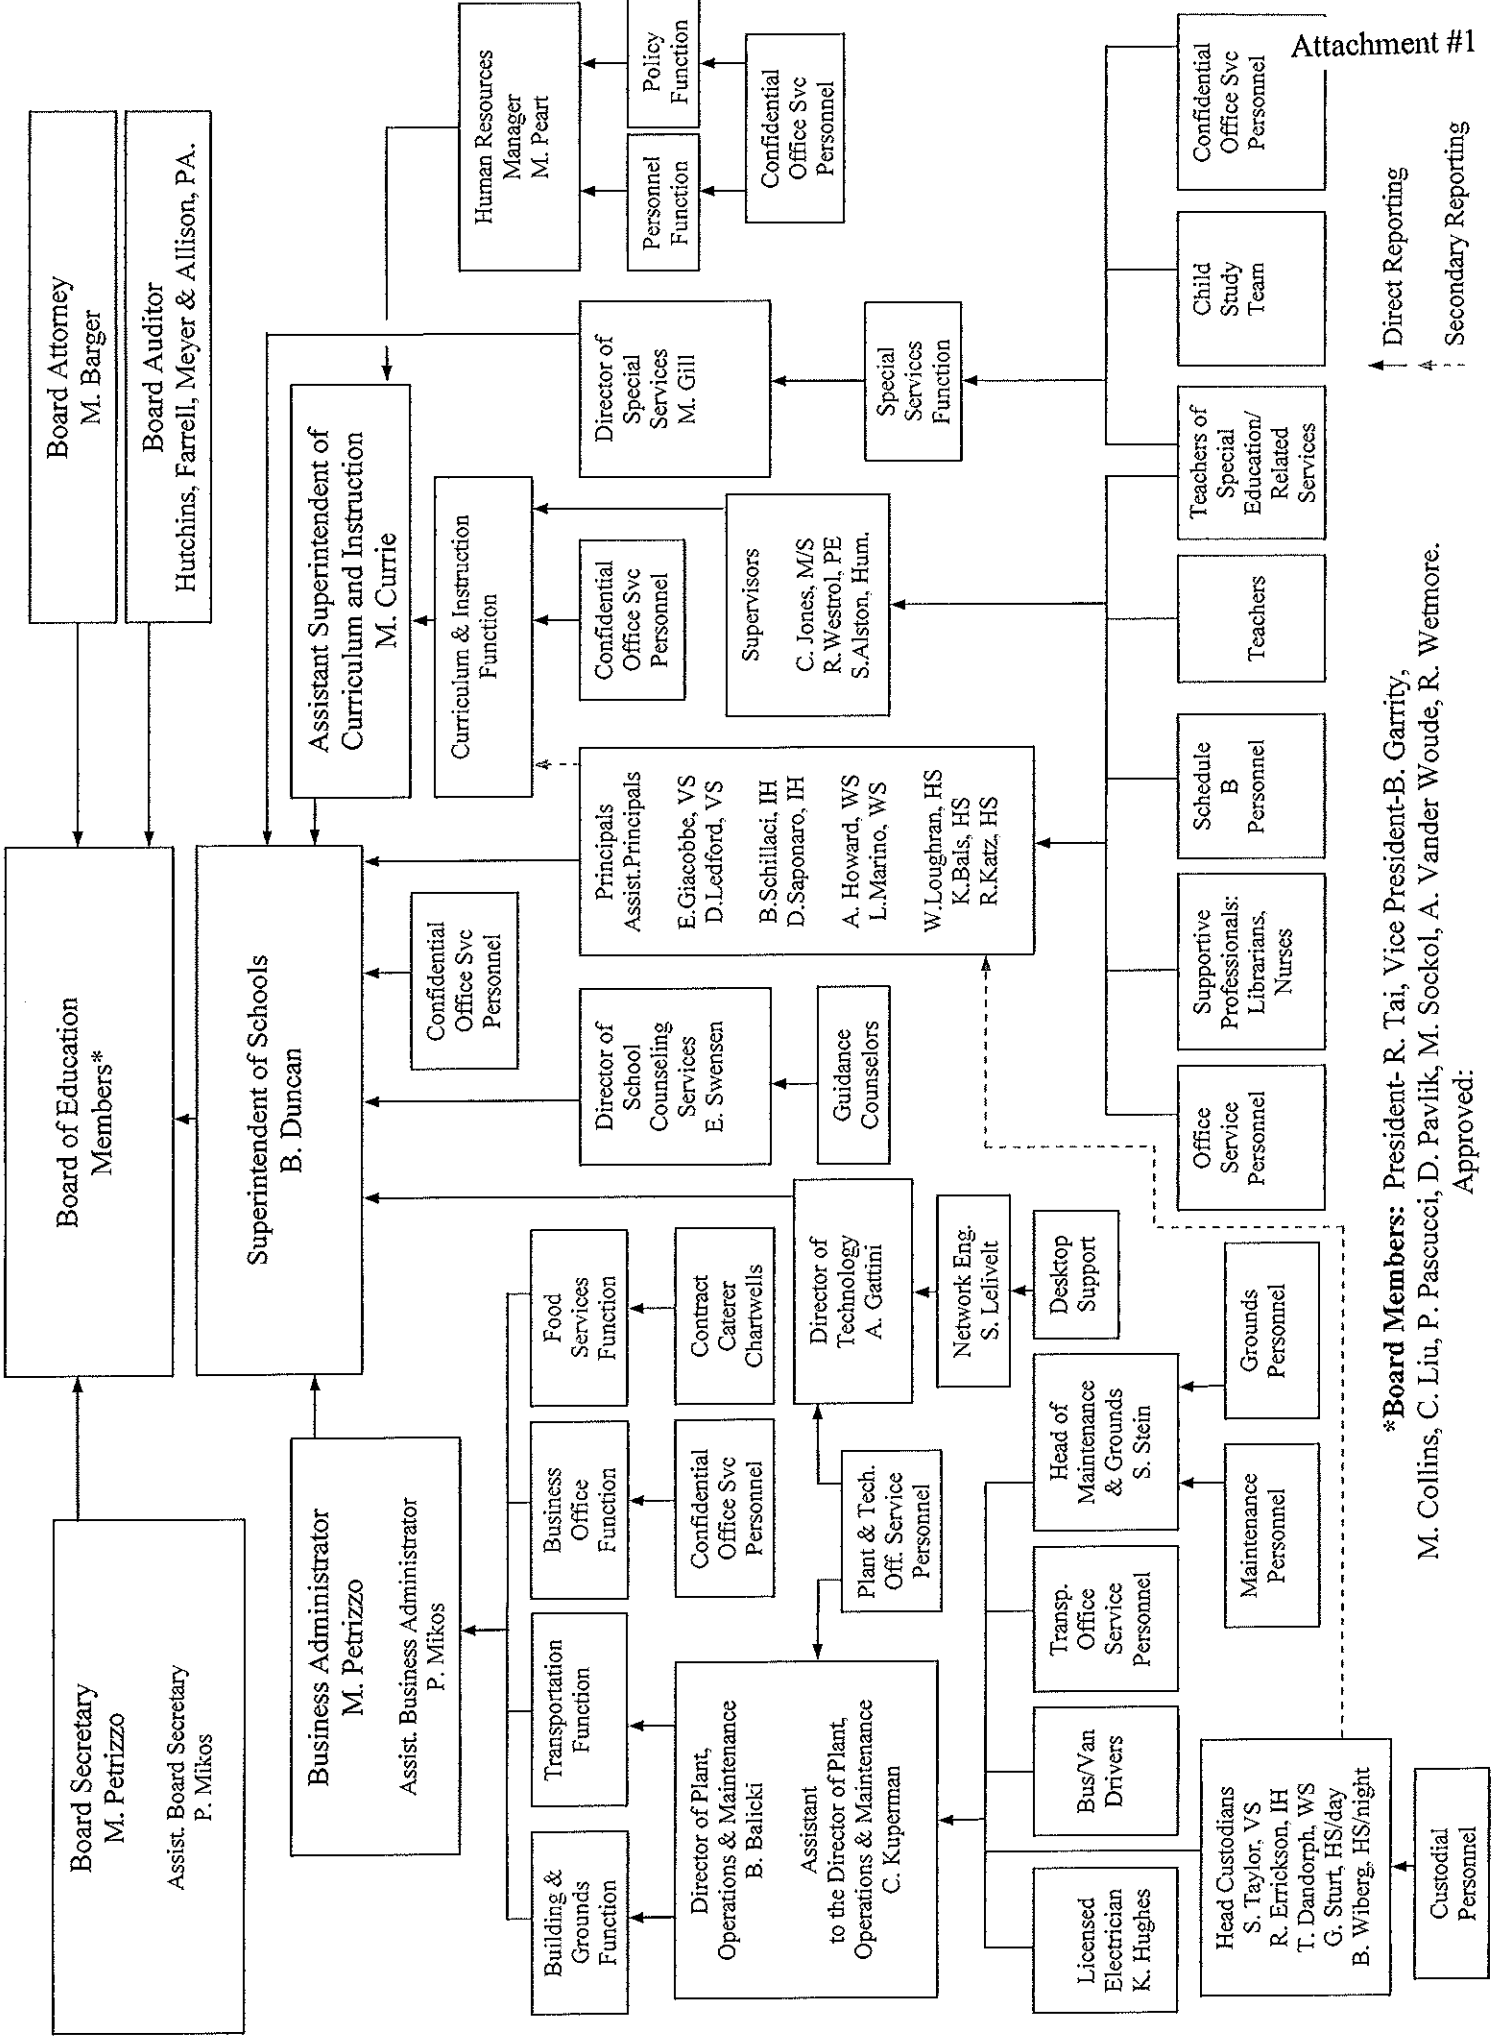 Attachment #1
Board of Education
Members*
Board Secretary
M. Petrizzo
Assist. Board Secretary
P. Mikos
Board Attorney
M. Barger
Board Auditor
Hutchins, Farrell, Meyer & Allison, PA.
Superintendent of Schools
B. Duncan
Business Administrator
M. Petrizzo
Assist. Business Administrator
P. Mikos
Assistant Superintendent of
Curriculum and Instruction
M. Currie
Confidential
Office Svc
Personnel
Curriculum & Instruction
Function
Human Resources
Manager
M. Peart
Building &
Grounds
Function
Transportation
Function
Business
Office
Function
Food
Services
Function
Director of
School
Counseling
Services
E. Swensen
Principals
Assist.Principals
E.Giacobbe, VS
D.Ledford, VS
B.Schillaci, IH
D.Saponaro, IH
A. Howard, WS
L.Marino, WS
W.Loughran, HS
K.Bals, HS
R.Katz, HS
Confidential
Office Svc
Personnel
Director of
Special
Services
M. Gill
Personnel
Function
Policy
Function
Director of Plant,
Operations & Maintenance
B. Balicki
Assistant
to the Director of Plant,
Operations & Maintenance
C. Kuperman
Confidential
Office Svc
Personnel
Contract
Caterer
Chartwells
Supervisors
C. Jones, M/S
R. Westrol, PE
S.Alston, Hum.
Confidential
Office Svc
Personnel
Plant & Tech.
Off. Service
Personnel
Director of
Technology
A. Gattini
Guidance
Counselors
Special
Services
Function
Network Eng.
S. Lelivelt
Licensed
Electrician
K. Hughes
Bus/Van
Drivers
Transp.
Office
Service
Personnel
Head of
Maintenance
& Grounds
S. Stein
Desktop
Support
Head Custodians
S. Taylor, VS
R. Errickson, IH
T. Dandorph, WS
G. Sturt, HS/day
B. Wiberg, HS/night
Maintenance
Personnel
Grounds
Personnel
Office
Service
Personnel
Supportive
Professionals:
Librarians,
Nurses
Schedule
B
Personnel
Teachers
Teachers of
Special
Education/
Related
Services
Child
Study
Team
Confidential
Office Svc
Personnel
Custodial
Personnel
Direct Reporting
Secondary Reporting
*Board Members: President- R. Tai, Vice President-B. Garrity,
M. Collins, C. Liu, P. Pascucci, D. Pavlik, M. Sockol, A. Vander Woude, R. Wetmore.
Approved: